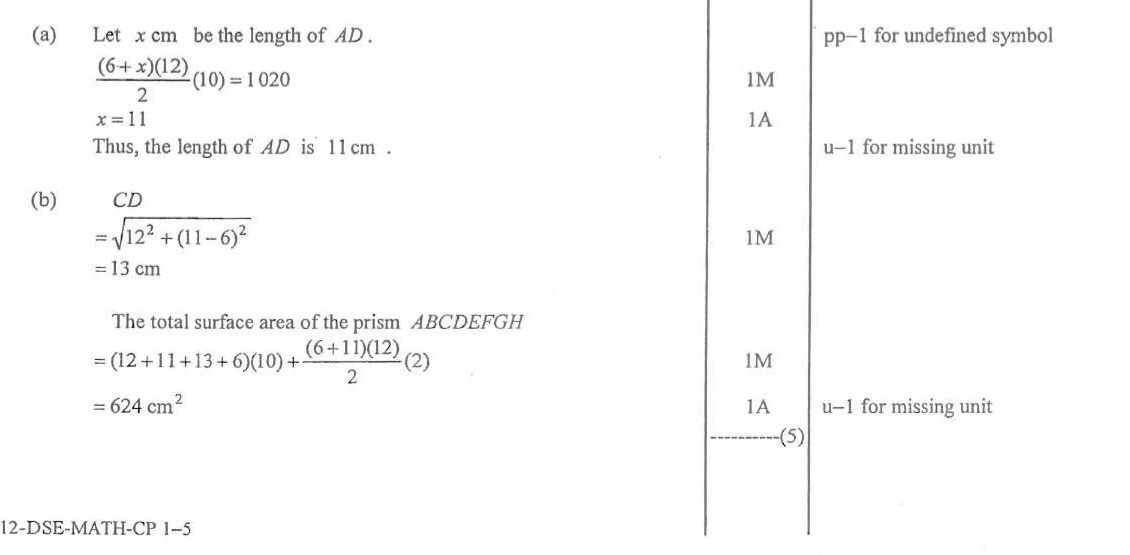 (a) Let x cm be the length of AD. pp–1 for undefined symbol
(6+x)(12)/2 (10) = 1 020 1M
x = 11 1A
Thus, the length of AD is 11 cm . u–1 for missing unit
(b) CD
= √(12² + (11 – 6)²) 1M
= 13 cm
The total surface area of the prism ABCDEFGH
= (12 + 11 + 13 + 6)(10) + (6+11)(12)/2 (2) 1M
= 624 cm² 1A u–1 for missing unit
----------(5)
12-DSE-MATH-CP 1–5